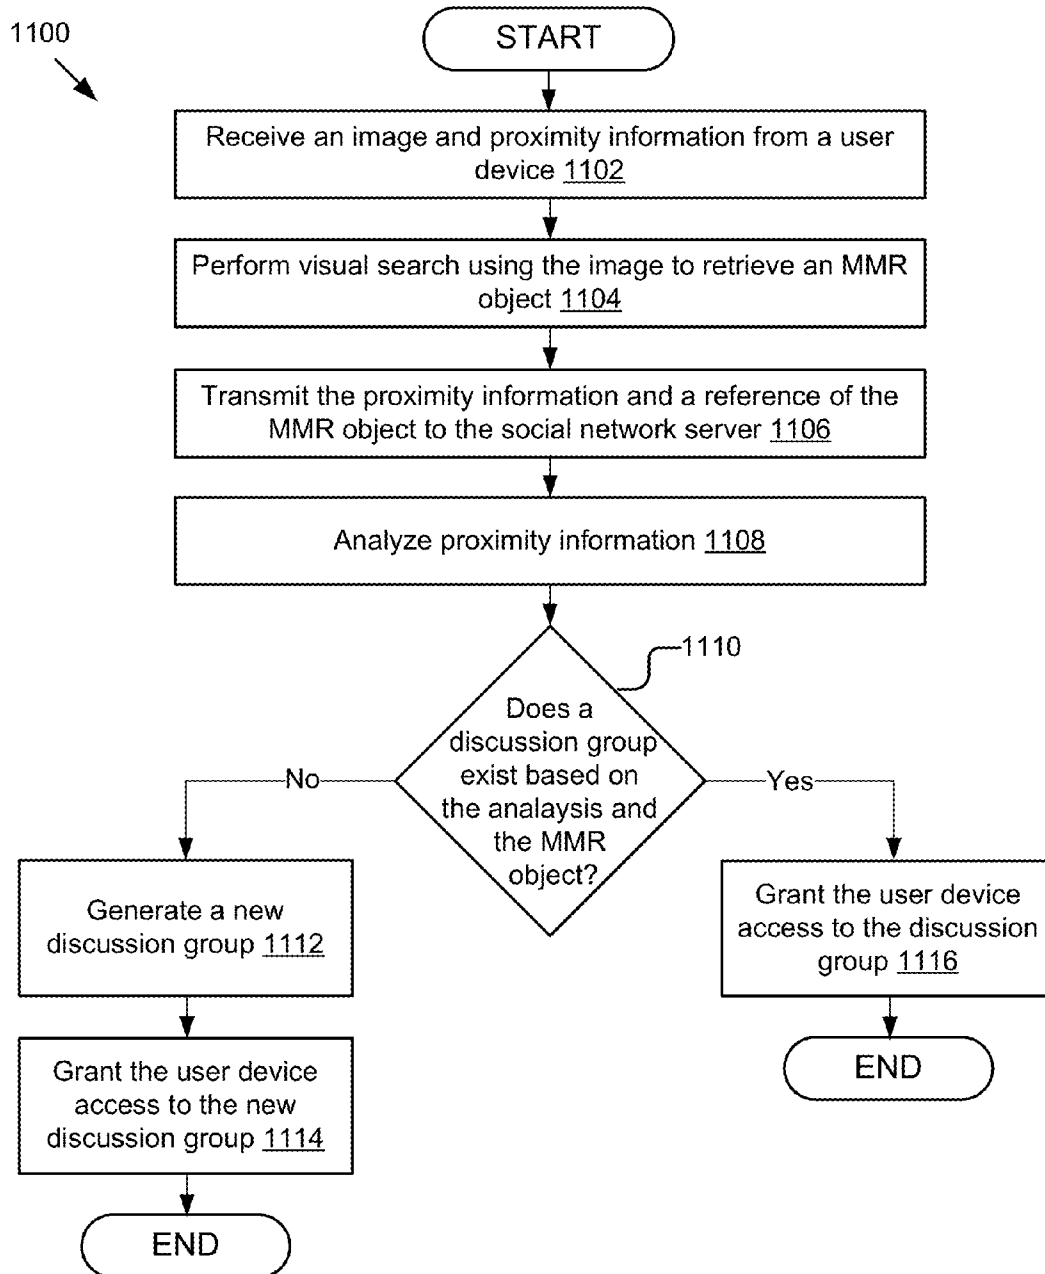 1100
START
Receive an image and proximity information from a user
device 1102
Perform visual search using the image to retrieve an MMR
object 1104
Transmit the proximity information and a reference of the
MMR object to the social network server 1106
Analyze proximity information 1108
1110
Does a
discussion group
exist based on
the analaysis and
the MMR
object?
No
Yes
Generate a new
discussion group 1112
Grant the user device
access to the new
discussion group 1114
END
Grant the user device
access to the discussion
group 1116
END